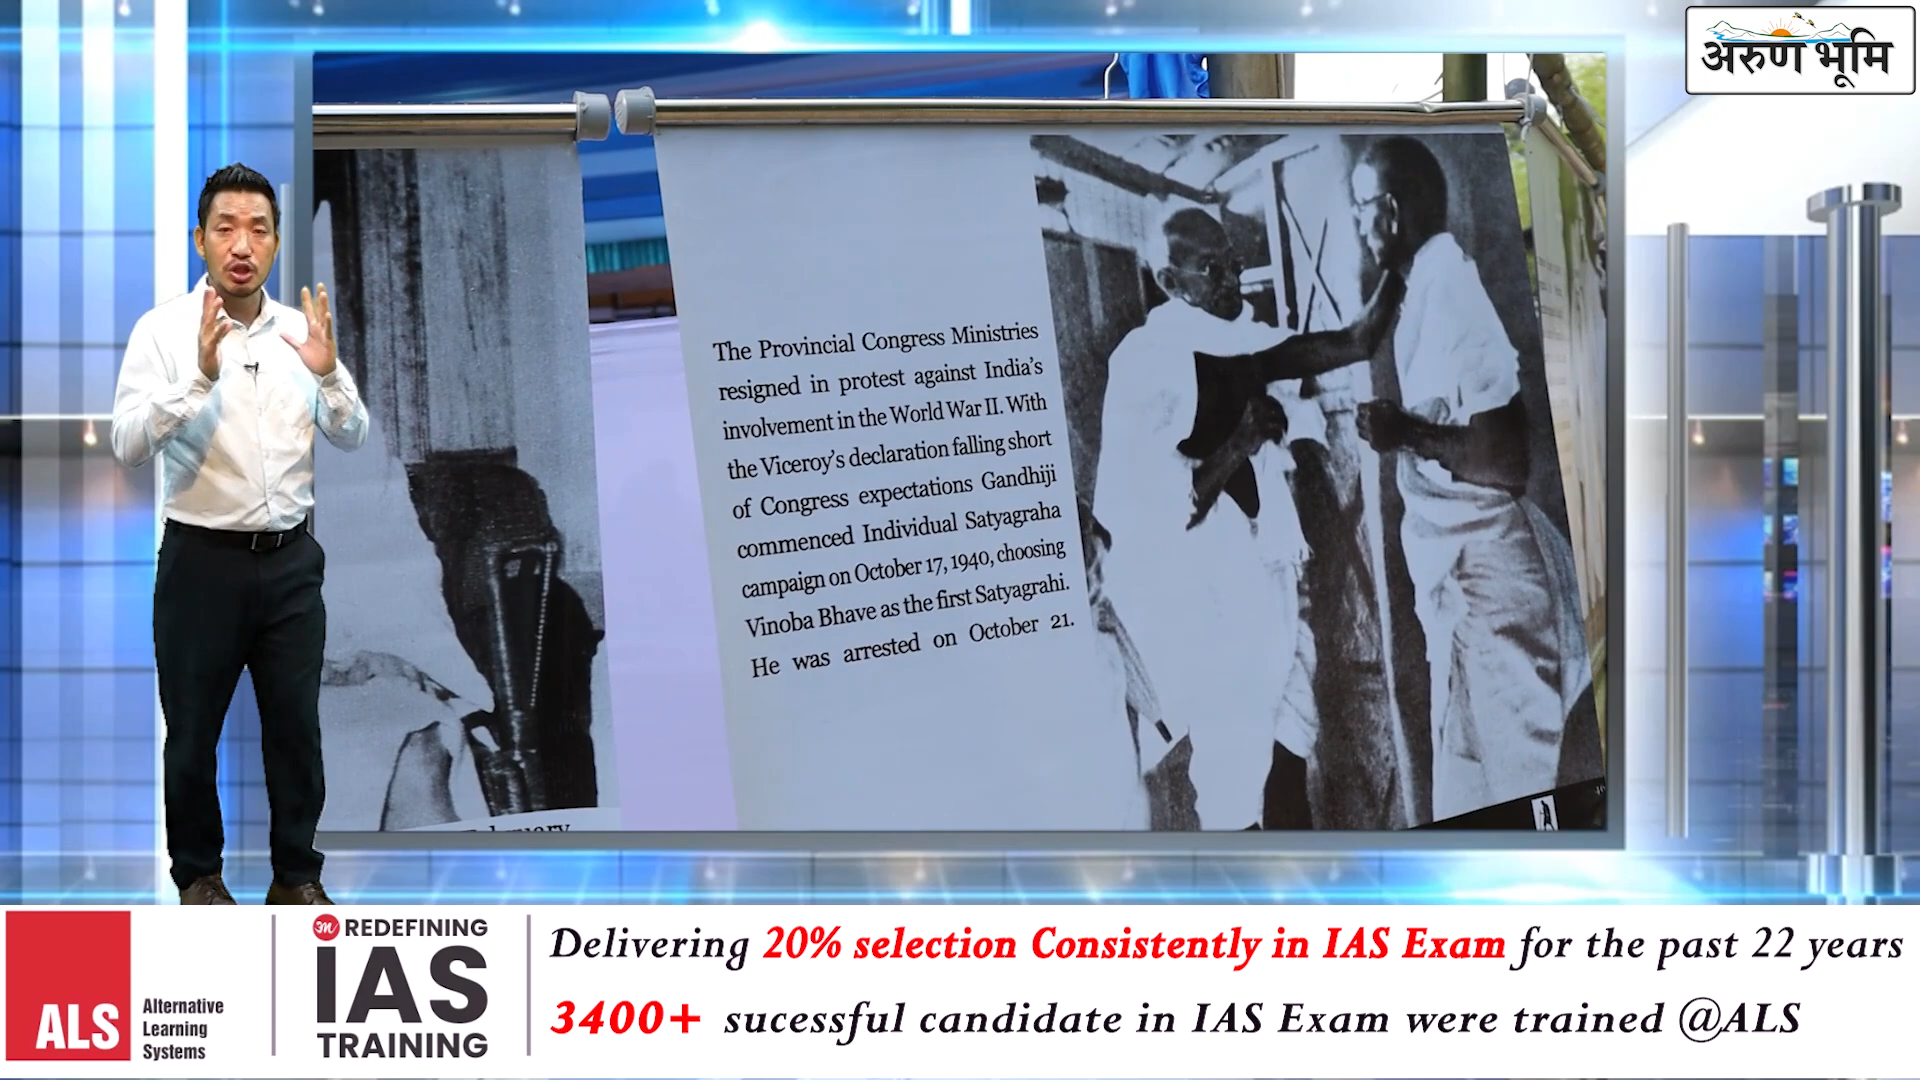 अरुण भूमि
The Provincial Congress Ministries
resigned in protest against India's
involvement in the World War II. With
the Viceroy's declaration falling short
of Congress expectations Gandhiji
commenced Individual Satyagraha
campaign on October 17, 1940, choosing
Vinoba Bhave as the first Satyagrahi.
He was arrested on October 21.
ALS
Alternative
Learning
Systems
REDEFINING
IAS
TRAINING
Delivering 20% selection Consistently in IAS Exam for the past 22 years
3400+ sucessful candidate in IAS Exam were trained @ALS